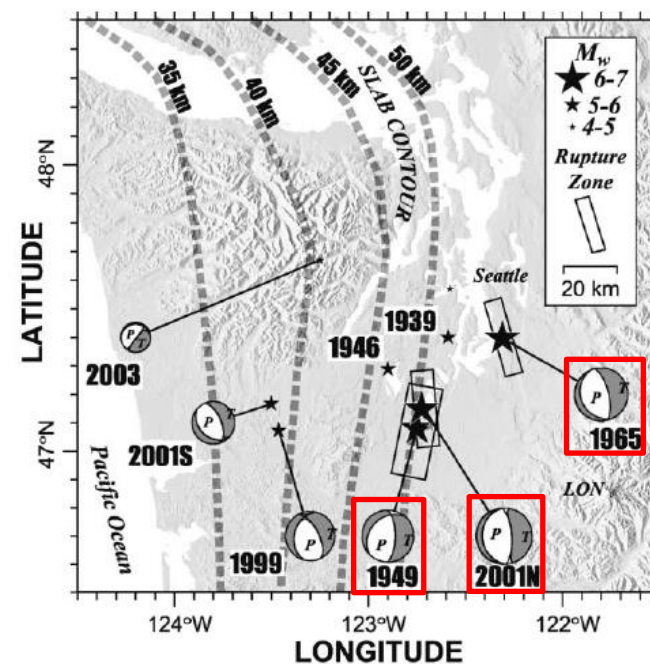 35 km
40 km
45 km
50 km
SLAB CONTOUR
Mw
6-7
5-6
4-5
Rupture
Zone
20 km
48°N
LATITUDE
Seattle
1939
1946
P
T
2003
P
T
1965
P
T
2001S
47°N
Pacific Ocean
LON
P
T
1999
P
T
1949
P
T
2001N
124°W
123°W
122°W
LONGITUDE